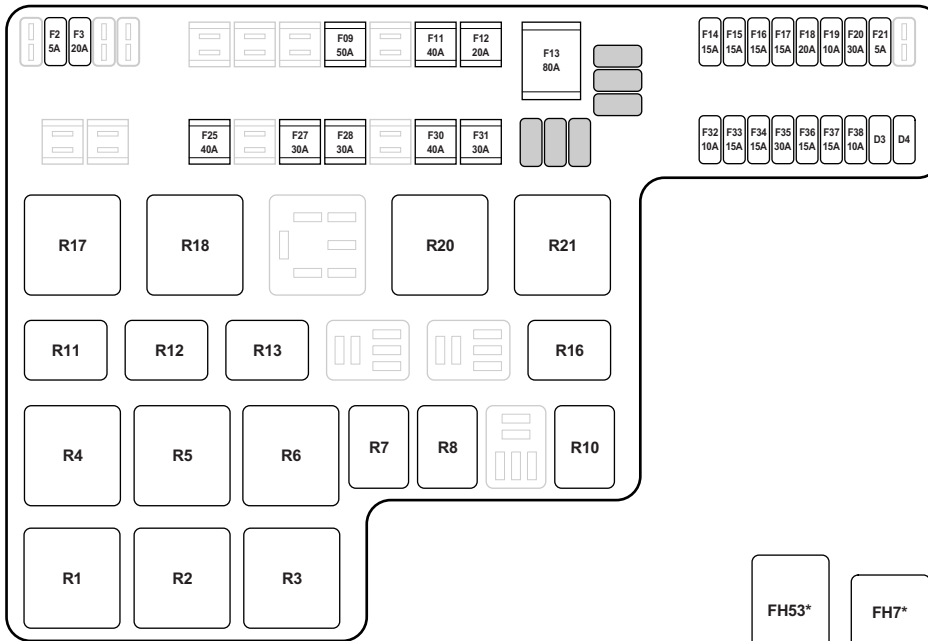 F2 5A
F3 20A
F09 50A
F11 40A
F12 20A
F13 80A
F14 15A
F15 15A
F16 15A
F17 15A
F18 20A
F19 10A
F20 30A
F21 5A
F25 40A
F27 30A
F28 30A
F30 40A
F31 30A
F32 10A
F33 15A
F34 15A
F35 30A
F36 15A
F37 15A
F38 10A
D3
D4
R17
R18
R20
R21
R11
R12
R13
R16
R4
R5
R6
R7
R8
R10
R1
R2
R3
FH53*
FH7*